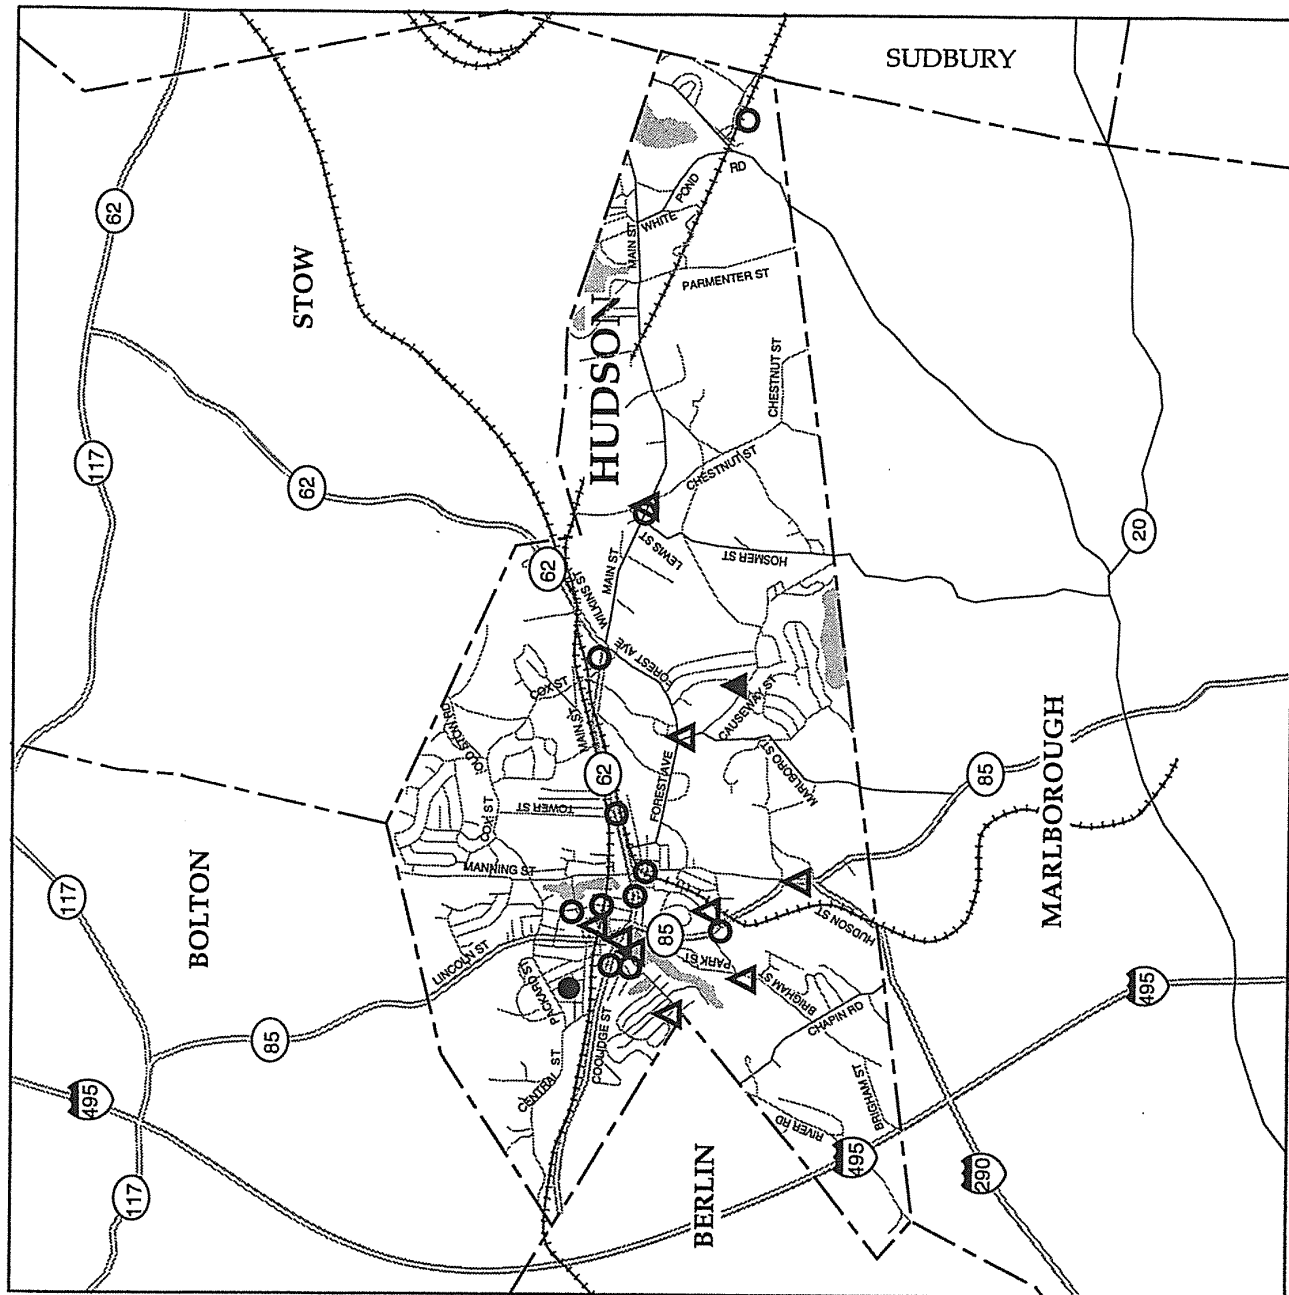 SUDBURY
62
STOW
RD
WHITE POND
MAIN ST
PARMENTER ST
HUDSON
CHESTNUT ST
117
62
CHESTNUT ST
20
62
WILKINS ST
MAIN ST
LEWIS ST
HOSMER ST
FOREST AVE
COX ST
CAUSEWAY ST
OLD STOW RD
MAIN ST
62
MARLBORO ST
85
FOREST AVE
TOWER ST
COX ST
MANNING ST
MARLBOROUGH
117
BOLTON
LINCOLN ST
85
HUDSON ST
PACKARD ST
PARK ST
BRIGHAM ST
495
85
COOLIDGE ST
CHAPIN RD
CENTRAL ST
495
BRIGHAM ST
RIVER RD
495
117
BERLIN
290